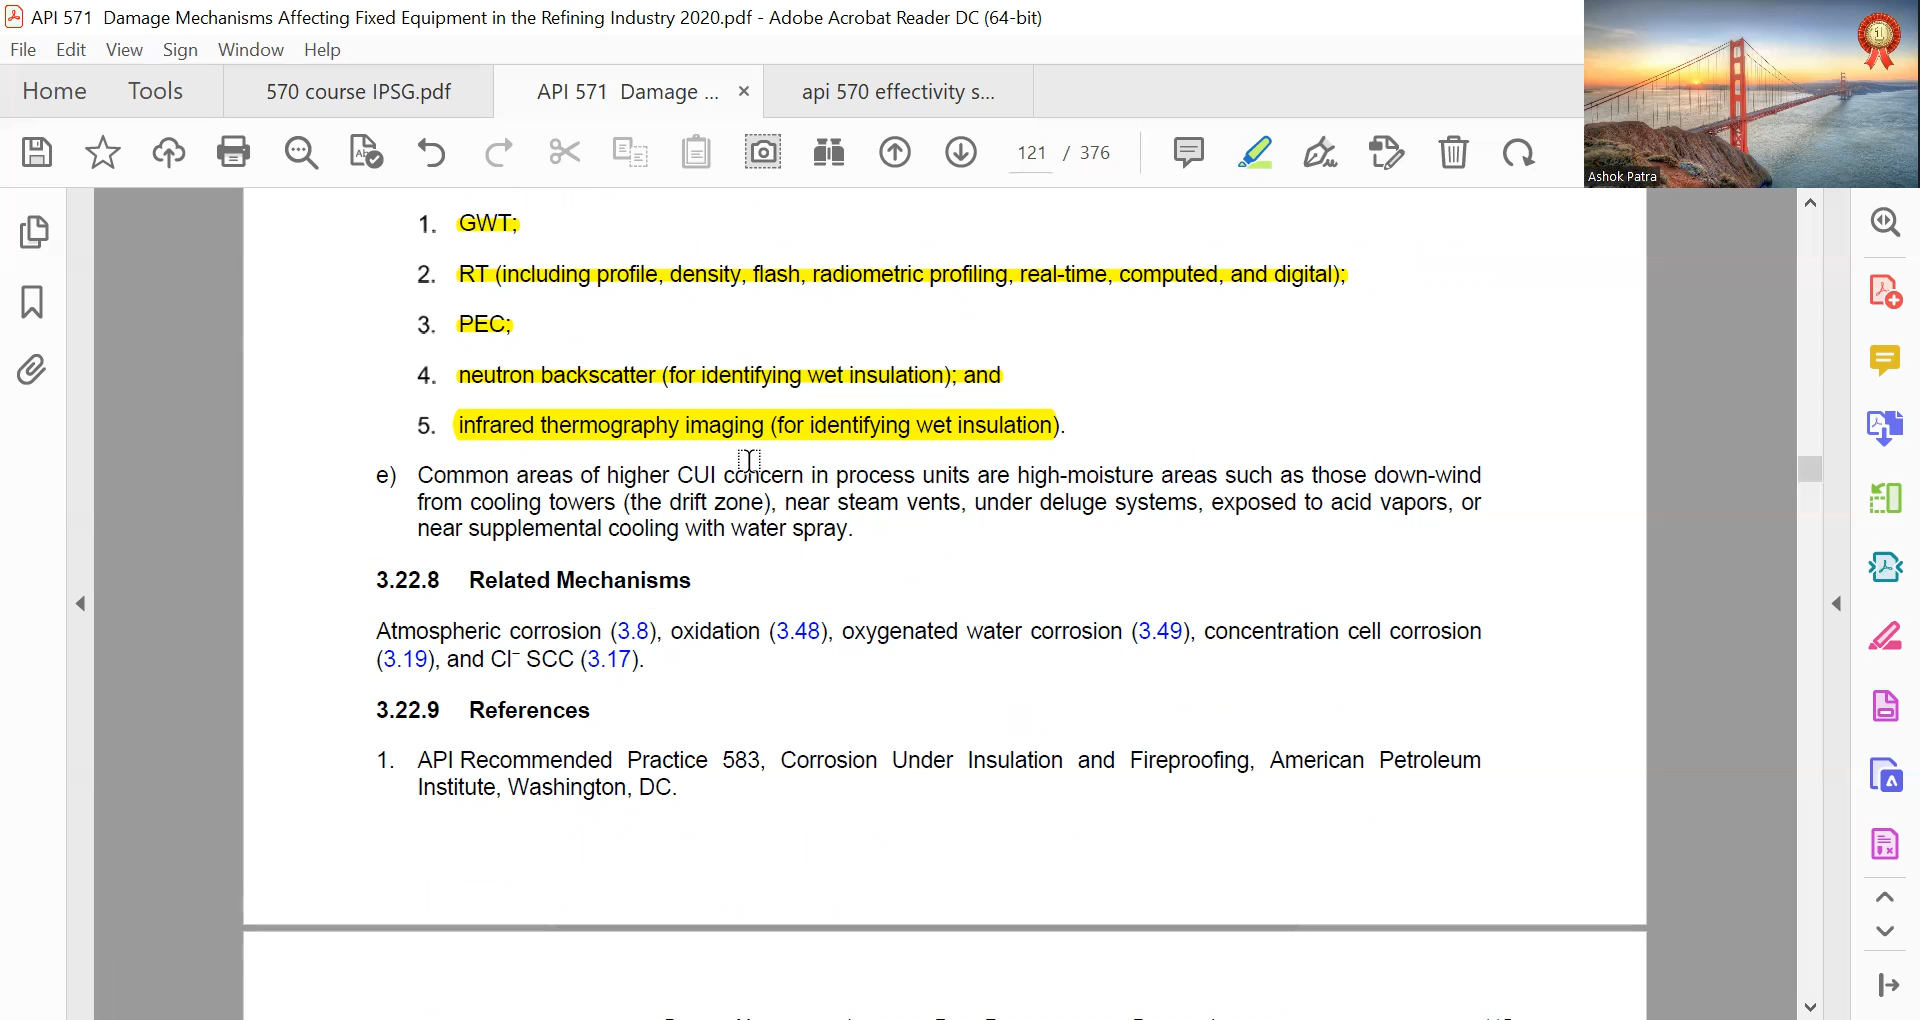 API 571 Damage Mechanisms Affecting Fixed Equipment in the Refining Industry 2020.pdf - Adobe Acrobat Reader DC (64-bit)
File Edit View Sign Window Help
Home Tools 570 course IPSG.pdf API 571 Damage ... × api 570 effectivity s...
121 / 376
1
Ashok Patra
1. GWT;
2. RT (including profile, density, flash, radiometric profiling, real-time, computed, and digital);
3. PEC;
4. neutron backscatter (for identifying wet insulation); and
5. infrared thermography imaging (for identifying wet insulation).
e) Common areas of higher CUI concern in process units are high-moisture areas such as those down-wind
from cooling towers (the drift zone), near steam vents, under deluge systems, exposed to acid vapors, or
near supplemental cooling with water spray.
3.22.8 Related Mechanisms
Atmospheric corrosion (3.8), oxidation (3.48), oxygenated water corrosion (3.49), concentration cell corrosion
(3.19), and Cl⁻ SCC (3.17).
3.22.9 References
1. API Recommended Practice 583, Corrosion Under Insulation and Fireproofing, American Petroleum
Institute, Washington, DC.